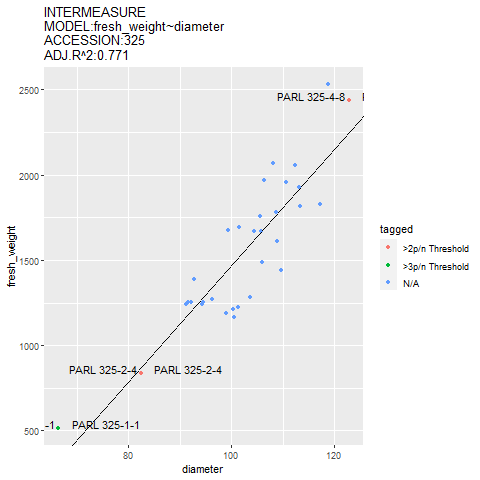 INTERMEASURE
MODEL:fresh_weight~diameter
ACCESSION:325
ADJ.R^2:0.771
fresh_weight
2500
2000
1500
1000
500
PARL 325-4-8
PARL 325-2-4 PARL 325-2-4
-1 PARL 325-1-1
80 100 120
diameter
tagged
>2p/n Threshold
>3p/n Threshold
N/A